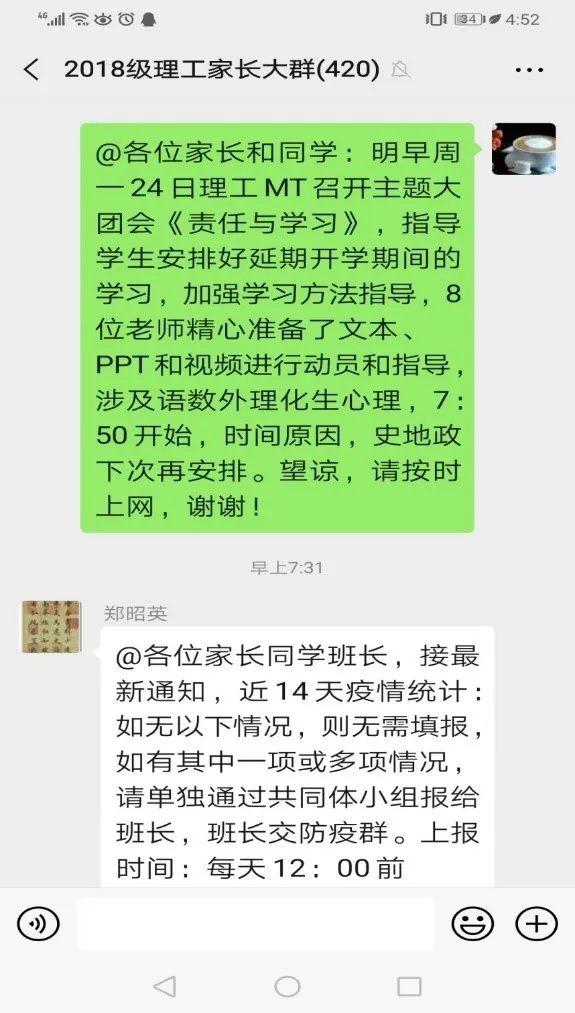 4G 34 4:52
2018级理工家长大群(420)
@各位家长和同学：明早周
一24日理工MT召开主题大
团会《责任与学习》，指导
学生安排好延期开学期间的
学习，加强学习方法指导，8
位老师精心准备了文本、
PPT和视频进行动员和指导，
涉及语数外理化生心理，7：
50开始，时间原因，史地政
下次再安排。望谅，请按时
上网，谢谢！
早上7:31
郑昭英
@各位家长同学班长，接最
新通知，近14天疫情统计：
如无以下情况，则无需填报，
如有其中一项或多项情况，
请单独通过共同体小组报给
班长，班长交防疫群。上报
时间：每天12：00前